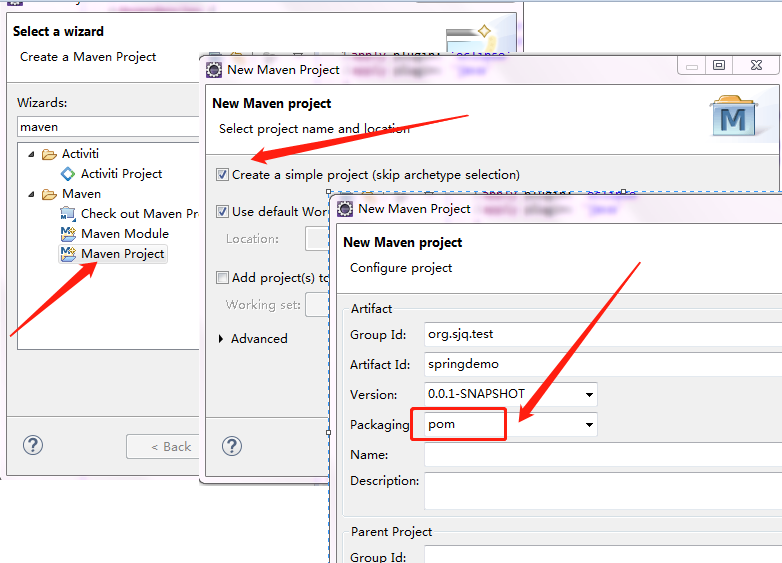 Select a wizard
Create a Maven Project
Wizards:
maven
Activiti
Activiti Project
Maven
Check out Maven Pr
Maven Module
Maven Project
< Back
New Maven Project
New Maven project
Select project name and location
Create a simple project (skip archetype selection)
Use default Wor
Location:
Add project(s) to
Working set:
Advanced
New Maven Project
New Maven project
Configure project
Artifact
Group Id: org.sjq.test
Artifact Id: springdemo
Version: 0.0.1-SNAPSHOT
Packaging pom
Name:
Description:
Parent Project
Group Id: